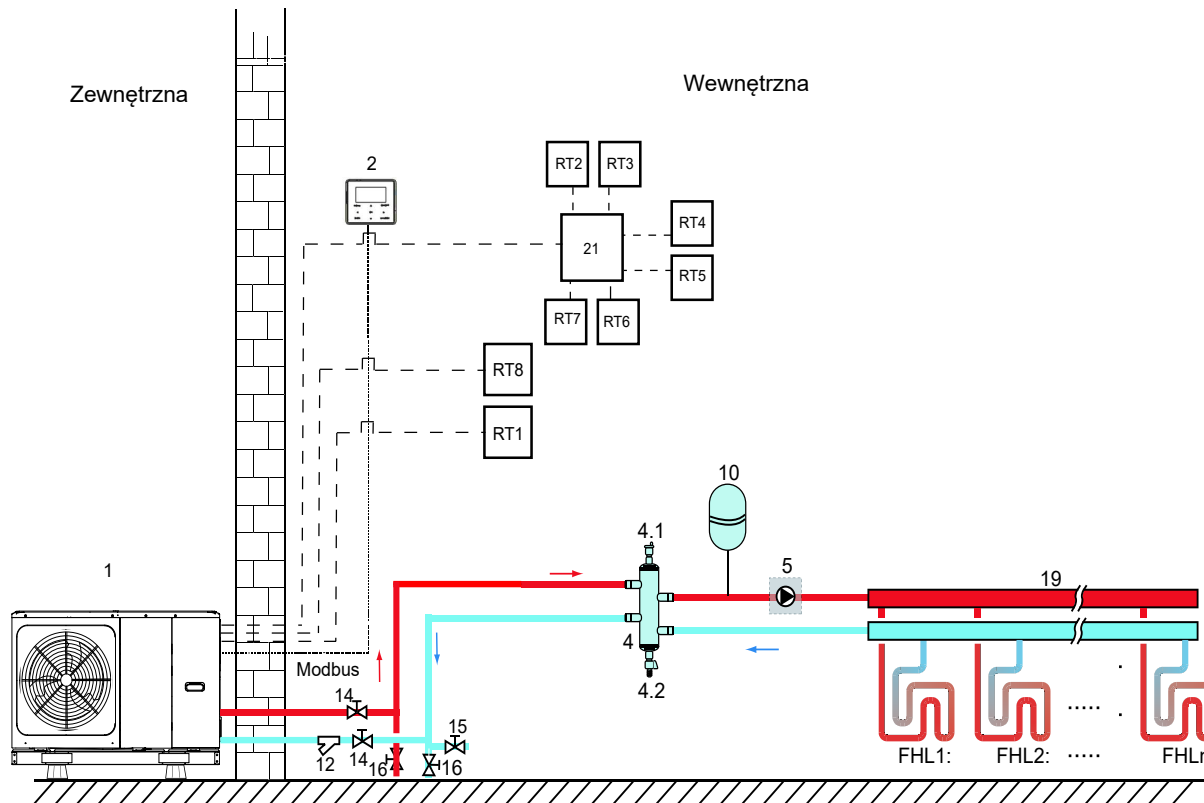 Zewnętrzna
Wewnętrzna
2
RT2
RT3
RT4
21
RT5
RT7
RT6
RT8
RT1
10
4.1
5
19
1
4
4.2
Modbus
14
15
12
14
16
16
FHL1:
FHL2:
.....
FHLn